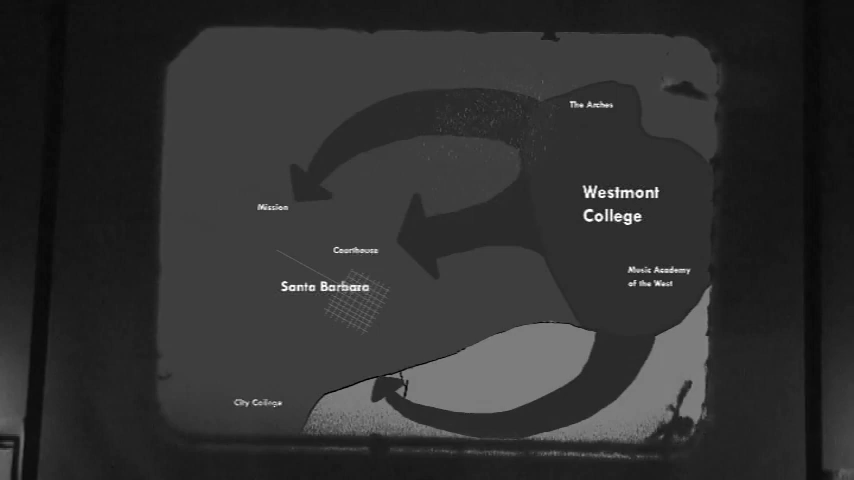 The Arches
Westmont
College
Mission
Courthouse
Music Academy
of the West
Santa Barbara
City College